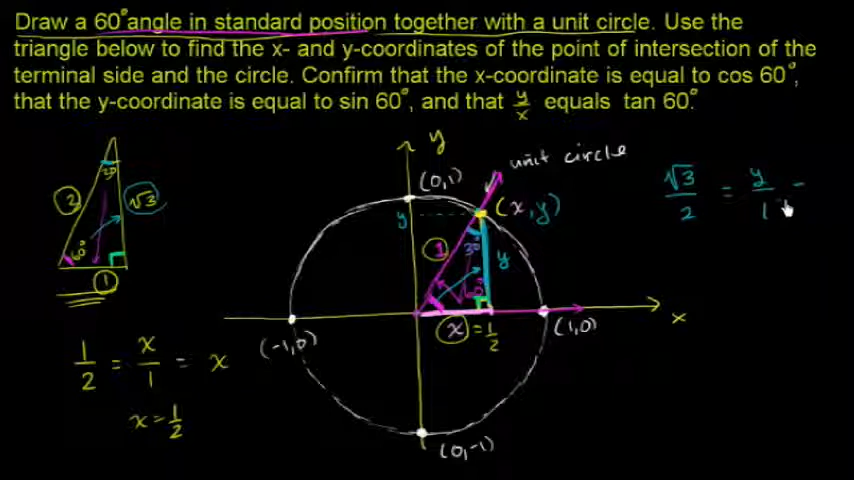 Draw a 60° angle in standard position together with a unit circle. Use the
triangle below to find the x- and y-coordinates of the point of intersection of the
terminal side and the circle. Confirm that the x-coordinate is equal to cos 60°,
that the y-coordinate is equal to sin 60°, and that y/x equals tan 60°.
y
unit circle
(0,1)
30°
2
√3
60°
1
√3/2 = y/1 =
y
(x,y)
1
30°
y
60°
x = 1/2
(1,0)
x
(-1,0)
1/2 = x/1 = x
x = 1/2
(0,-1)